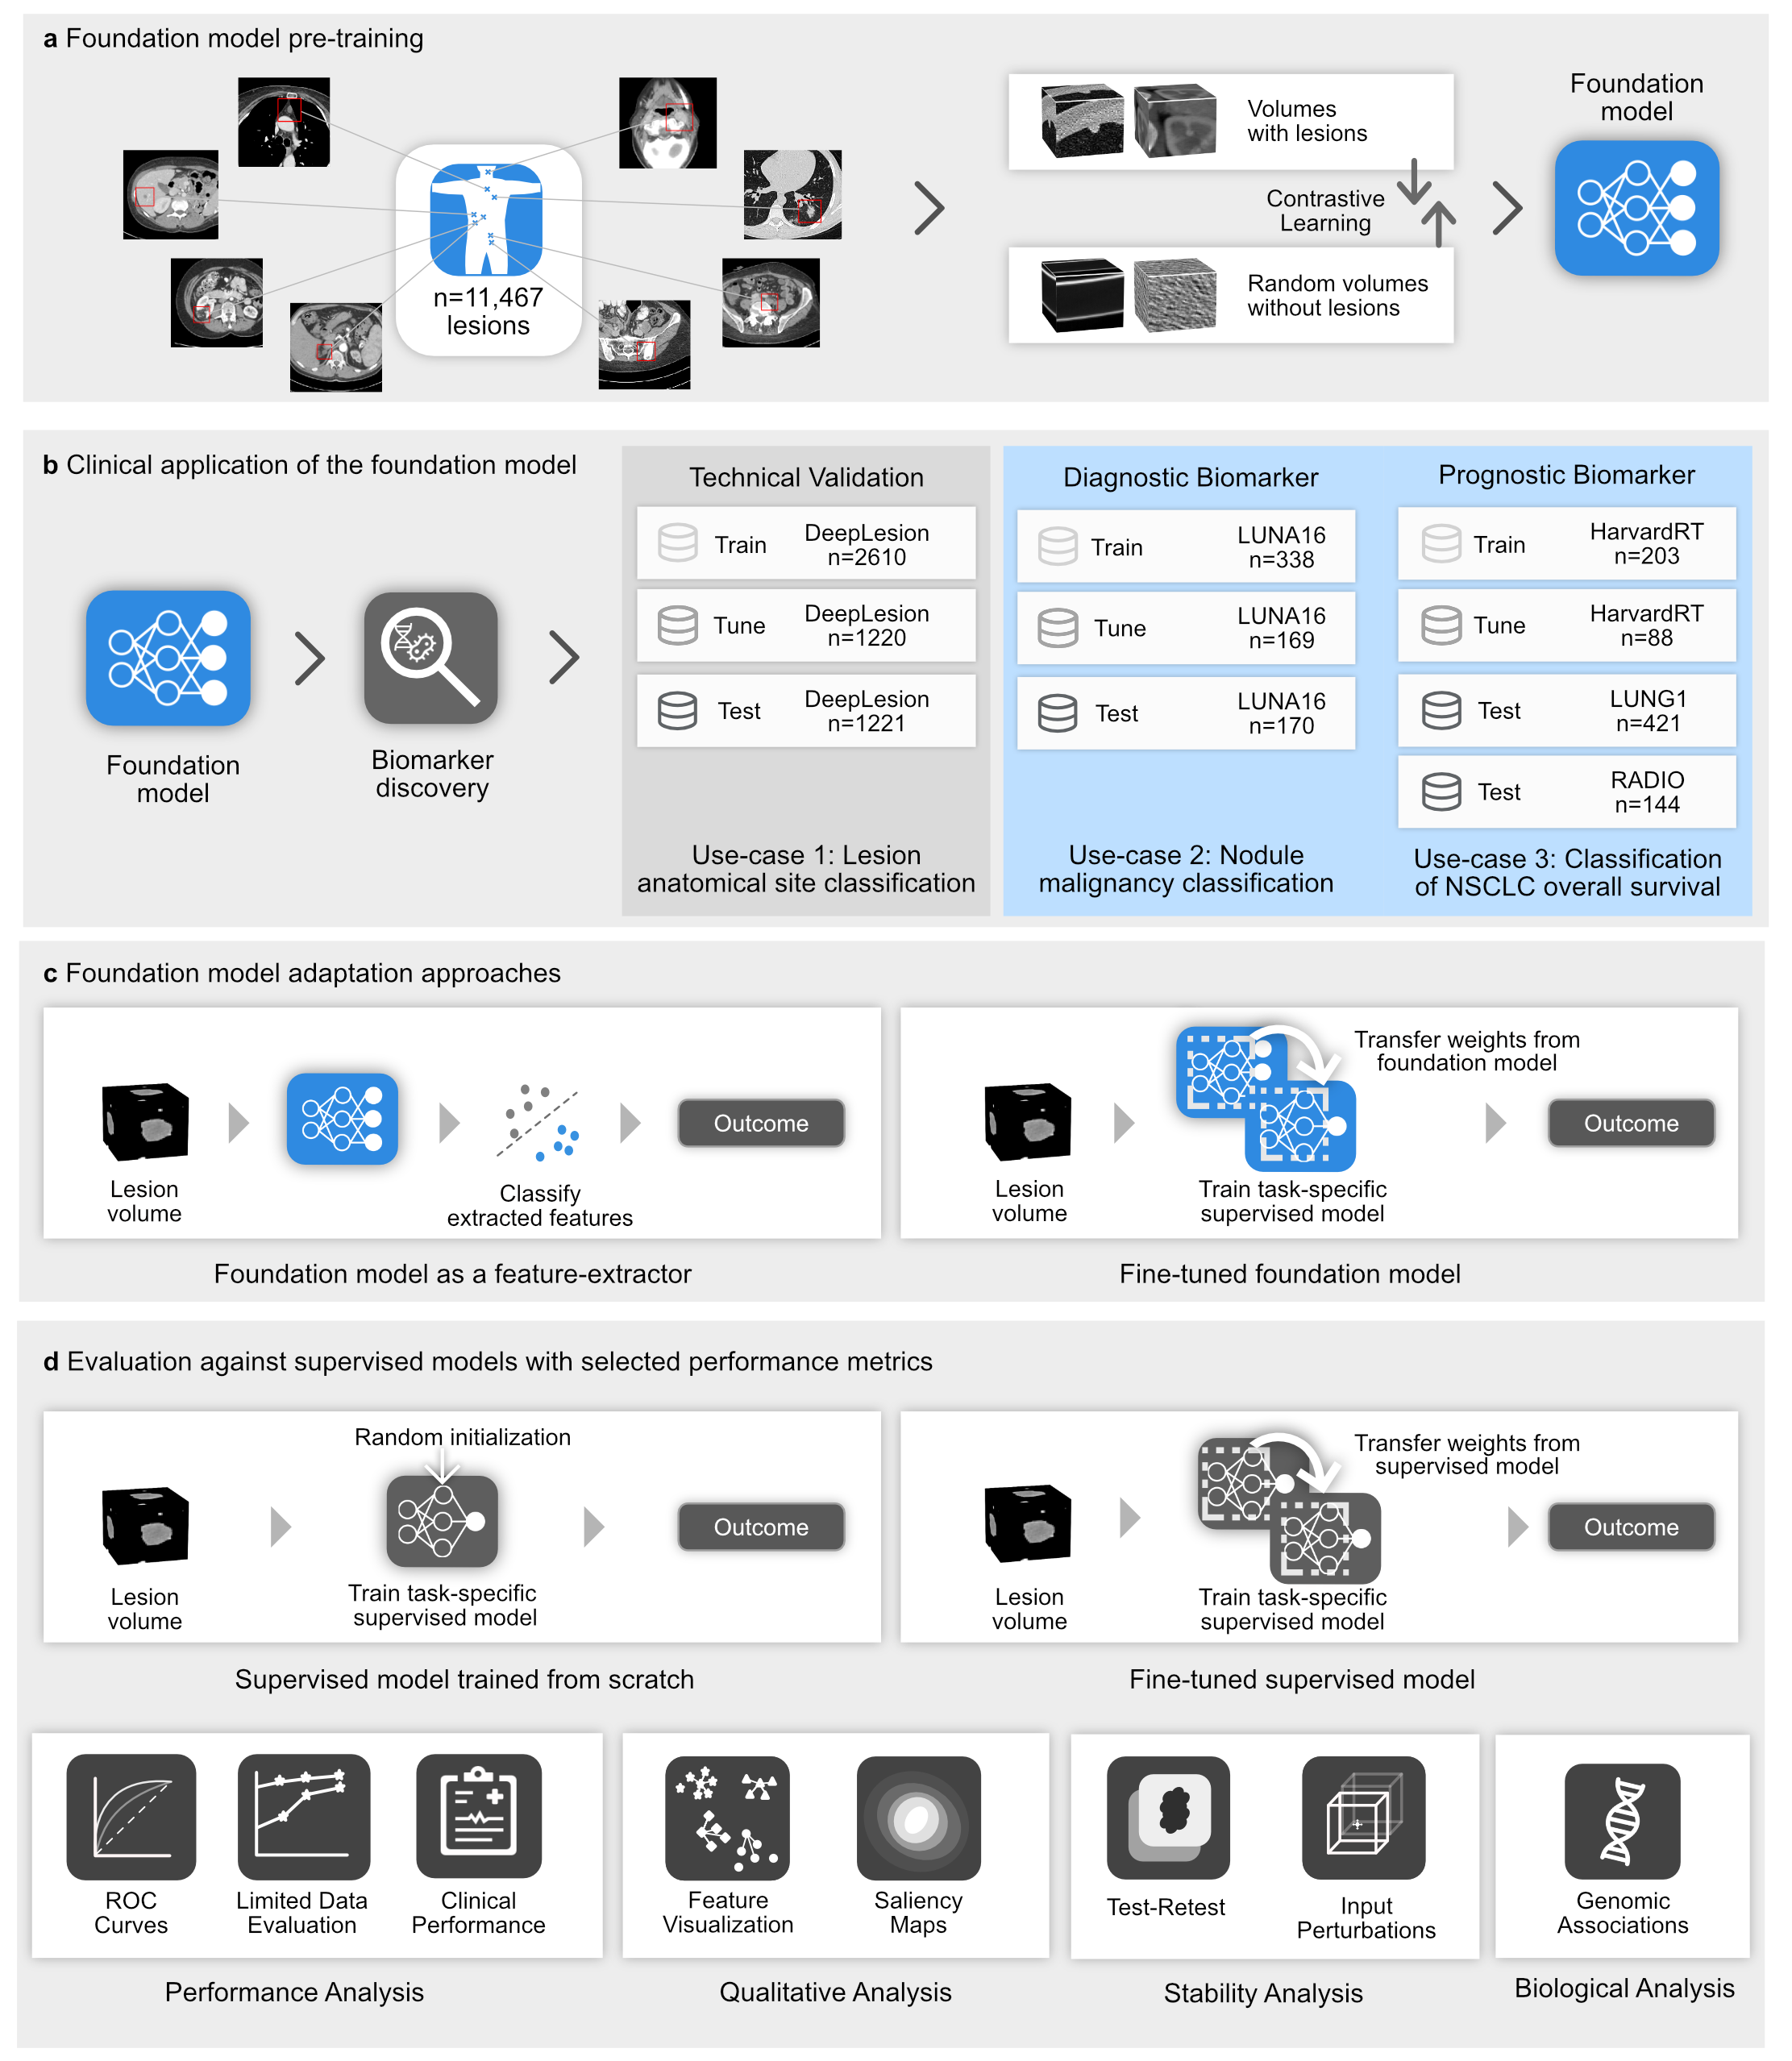 a Foundation model pre-training
n=11,467
lesions
Volumes
with lesions
Contrastive
Learning
Random volumes
without lesions
Foundation
model
b Clinical application of the foundation model
Foundation
model
Biomarker
discovery
Technical Validation
Train
DeepLesion
n=2610
Tune
DeepLesion
n=1220
Test
DeepLesion
n=1221
Use-case 1: Lesion
anatomical site classification
Diagnostic Biomarker
Train
LUNA16
n=338
Tune
LUNA16
n=169
Test
LUNA16
n=170
Use-case 2: Nodule
malignancy classification
Prognostic Biomarker
Train
HarvardRT
n=203
Tune
HarvardRT
n=88
Test
LUNG1
n=421
Test
RADIO
n=144
Use-case 3: Classification
of NSCLC overall survival
c Foundation model adaptation approaches
Lesion
volume
Classify
extracted features
Outcome
Foundation model as a feature-extractor
Lesion
volume
Transfer weights from
foundation model
Train task-specific
supervised model
Outcome
Fine-tuned foundation model
d Evaluation against supervised models with selected performance metrics
Lesion
volume
Random initialization
Train task-specific
supervised model
Outcome
Supervised model trained from scratch
Lesion
volume
Transfer weights from
supervised model
Train task-specific
supervised model
Outcome
Fine-tuned supervised model
ROC
Curves
Limited Data
Evaluation
Clinical
Performance
Performance Analysis
Feature
Visualization
Saliency
Maps
Qualitative Analysis
Test-Retest
Input
Perturbations
Stability Analysis
Genomic
Associations
Biological Analysis